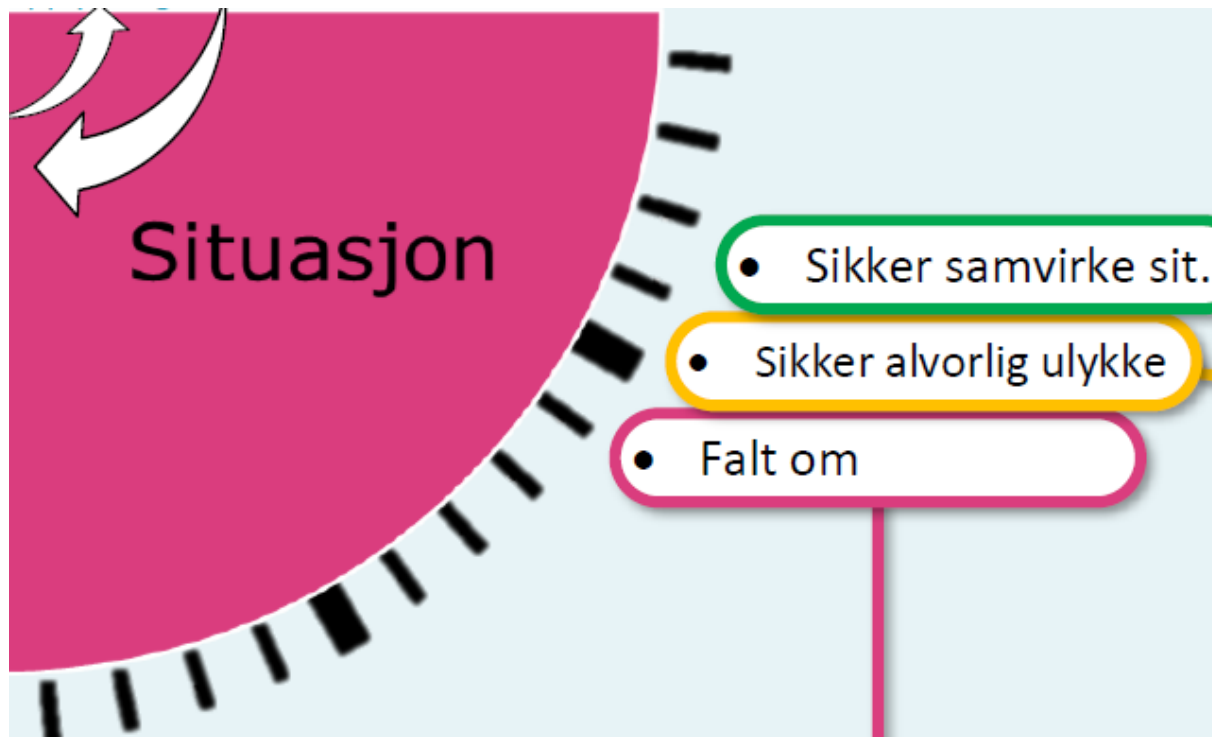 Situasjon
• Sikker samvirke sit.
• Sikker alvorlig ulykke
• Falt om